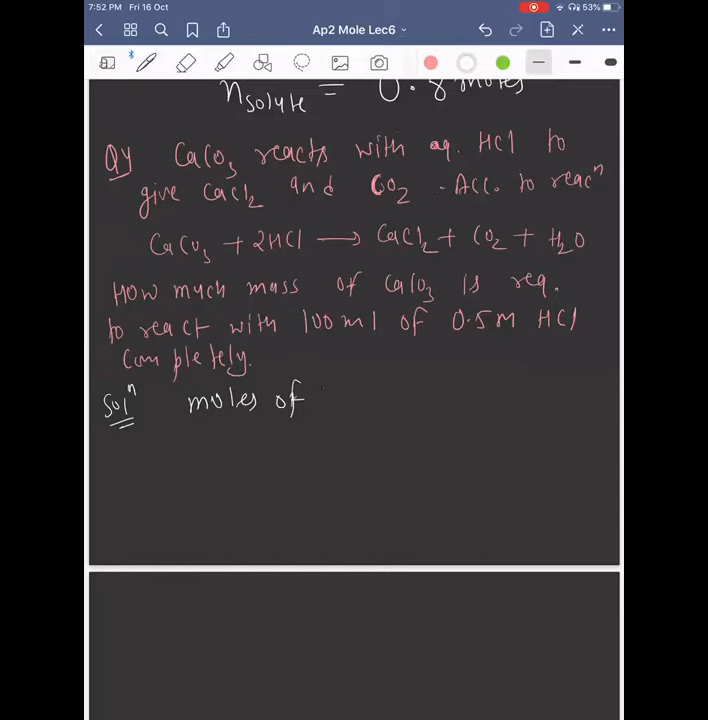 7:52 PM Fri 16 Oct
53%
Ap2 Mole Lec6
n solute = 0.8 moles
Q1 CaCO3 reacts with aq. HCl to
give CaCl2 and CO2 . Acc. to reacn
CaCO3 + 2HCl → CaCl2 + CO2 + H2O
How much mass of CaCO3 is req.
to react with 100 ml of 0.5 M HCl
completely.
Soln moles of